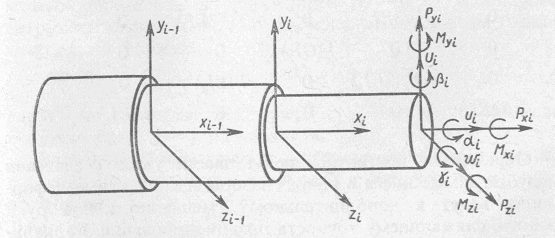 y_{i-1}
y_i
P_{yi}
M_{yi}
υ_i
β_i
x_{i-1}
x_i
u_i
P_{xi}
α_i
M_{xi}
w_i
γ_i
z_{i-1}
z_i
M_{zi}
P_{zi}